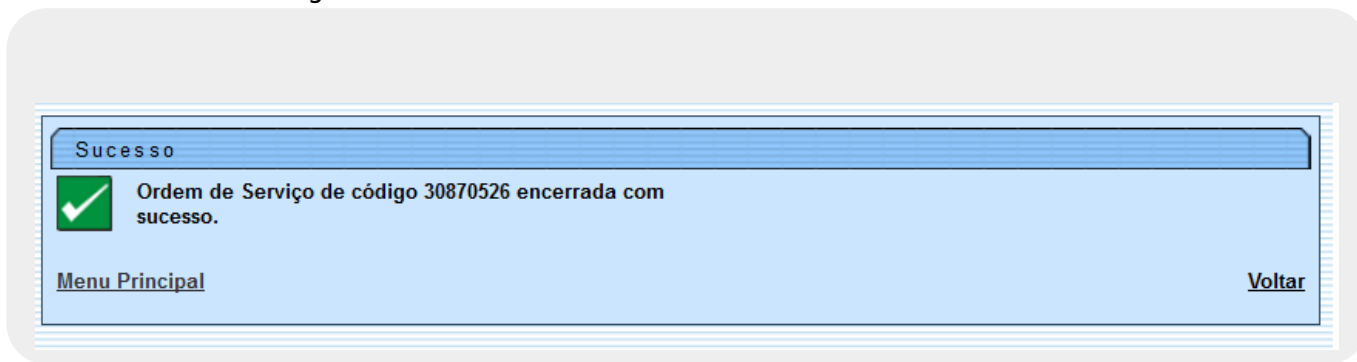 Sucesso
Ordem de Serviço de código 30870526 encerrada com
sucesso.
Menu Principal
Voltar